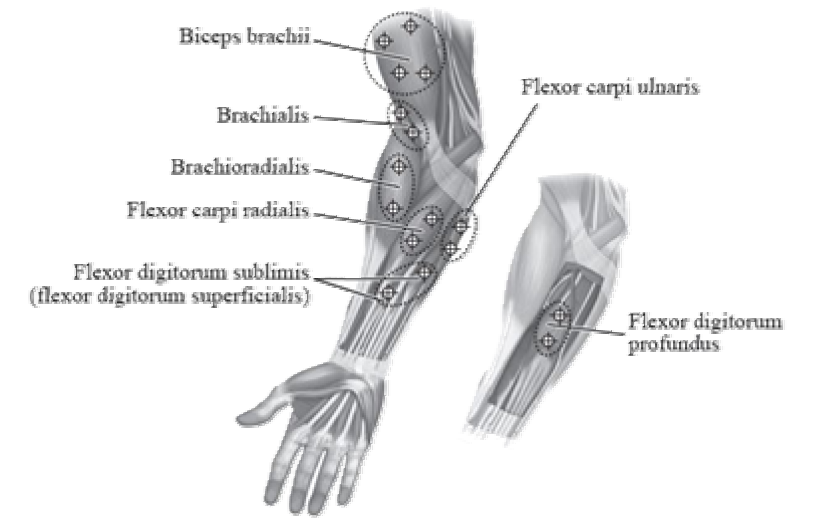 Biceps brachii
Brachialis
Brachioradialis
Flexor carpi radialis
Flexor digitorum sublimis
(flexor digitorum superficialis)
Flexor carpi ulnaris
Flexor digitorum
profundus